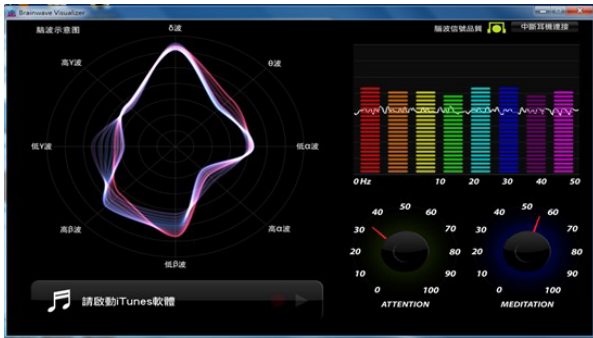 Brainwave Visualizer
腦波示意图
δ波
θ波
低α波
高α波
低β波
高β波
低γ波
高γ波
請啟動iTunes軟體
腦波信號品質
中斷耳機連接
0 Hz 10 20 30 40 50
0 10 20 30 40 50 60 70 80 90 100
ATTENTION
0 10 20 30 40 50 60 70 80 90 100
MEDITATION